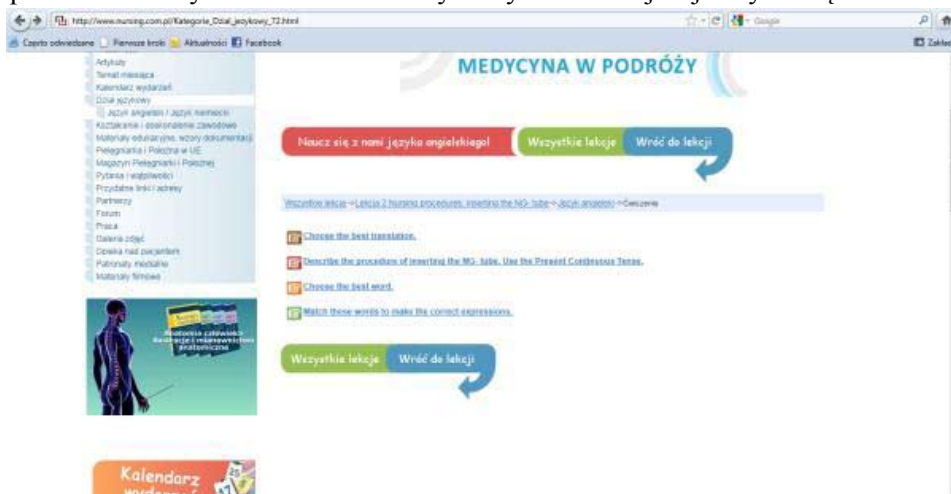 http://www.nursing.com.pl/Kategorie_Dzial_jezykowy_72.html
Google
Często odwiedzane
Pierwsze kroki
Aktualności
Facebook
Artykuły
Temat miesiąca
Kalendarz wydarzeń
Dział językowy
Język angielski / Język niemiecki
Kształcenie i doskonalenie zawodowe
Materiały edukacyjne, wzory dokumentacji
Pielęgniarka i Położna w UE
Magazyn Pielęgniarki i Położnej
Pytania i wątpliwości
Przydatne linki i adresy
Partnerzy
Forum
Praca
Galeria zdjęć
Opieka nad pacjentem
Patronaty medialne
Materiały filmowe
MEDYCYNA W PODRÓŻY
Naucz się z nami języka angielskiego!
Wszystkie lekcje
Wróć do lekcji
Wszystkie lekcje->Lekcja 2 Nursing procedures: inserting the NG- tube->Język angielski->Ćwiczenia
Choose the best translation.
Describe the procedure of inserting the NG- tube. Use the Present Continuous Tense.
Choose the best word.
Match these words to make the correct expressions.
Wszystkie lekcje
Wróć do lekcji
Anatomia człowieka
Ilustracje i mianownictwo
anatomiczne
Kalendarz